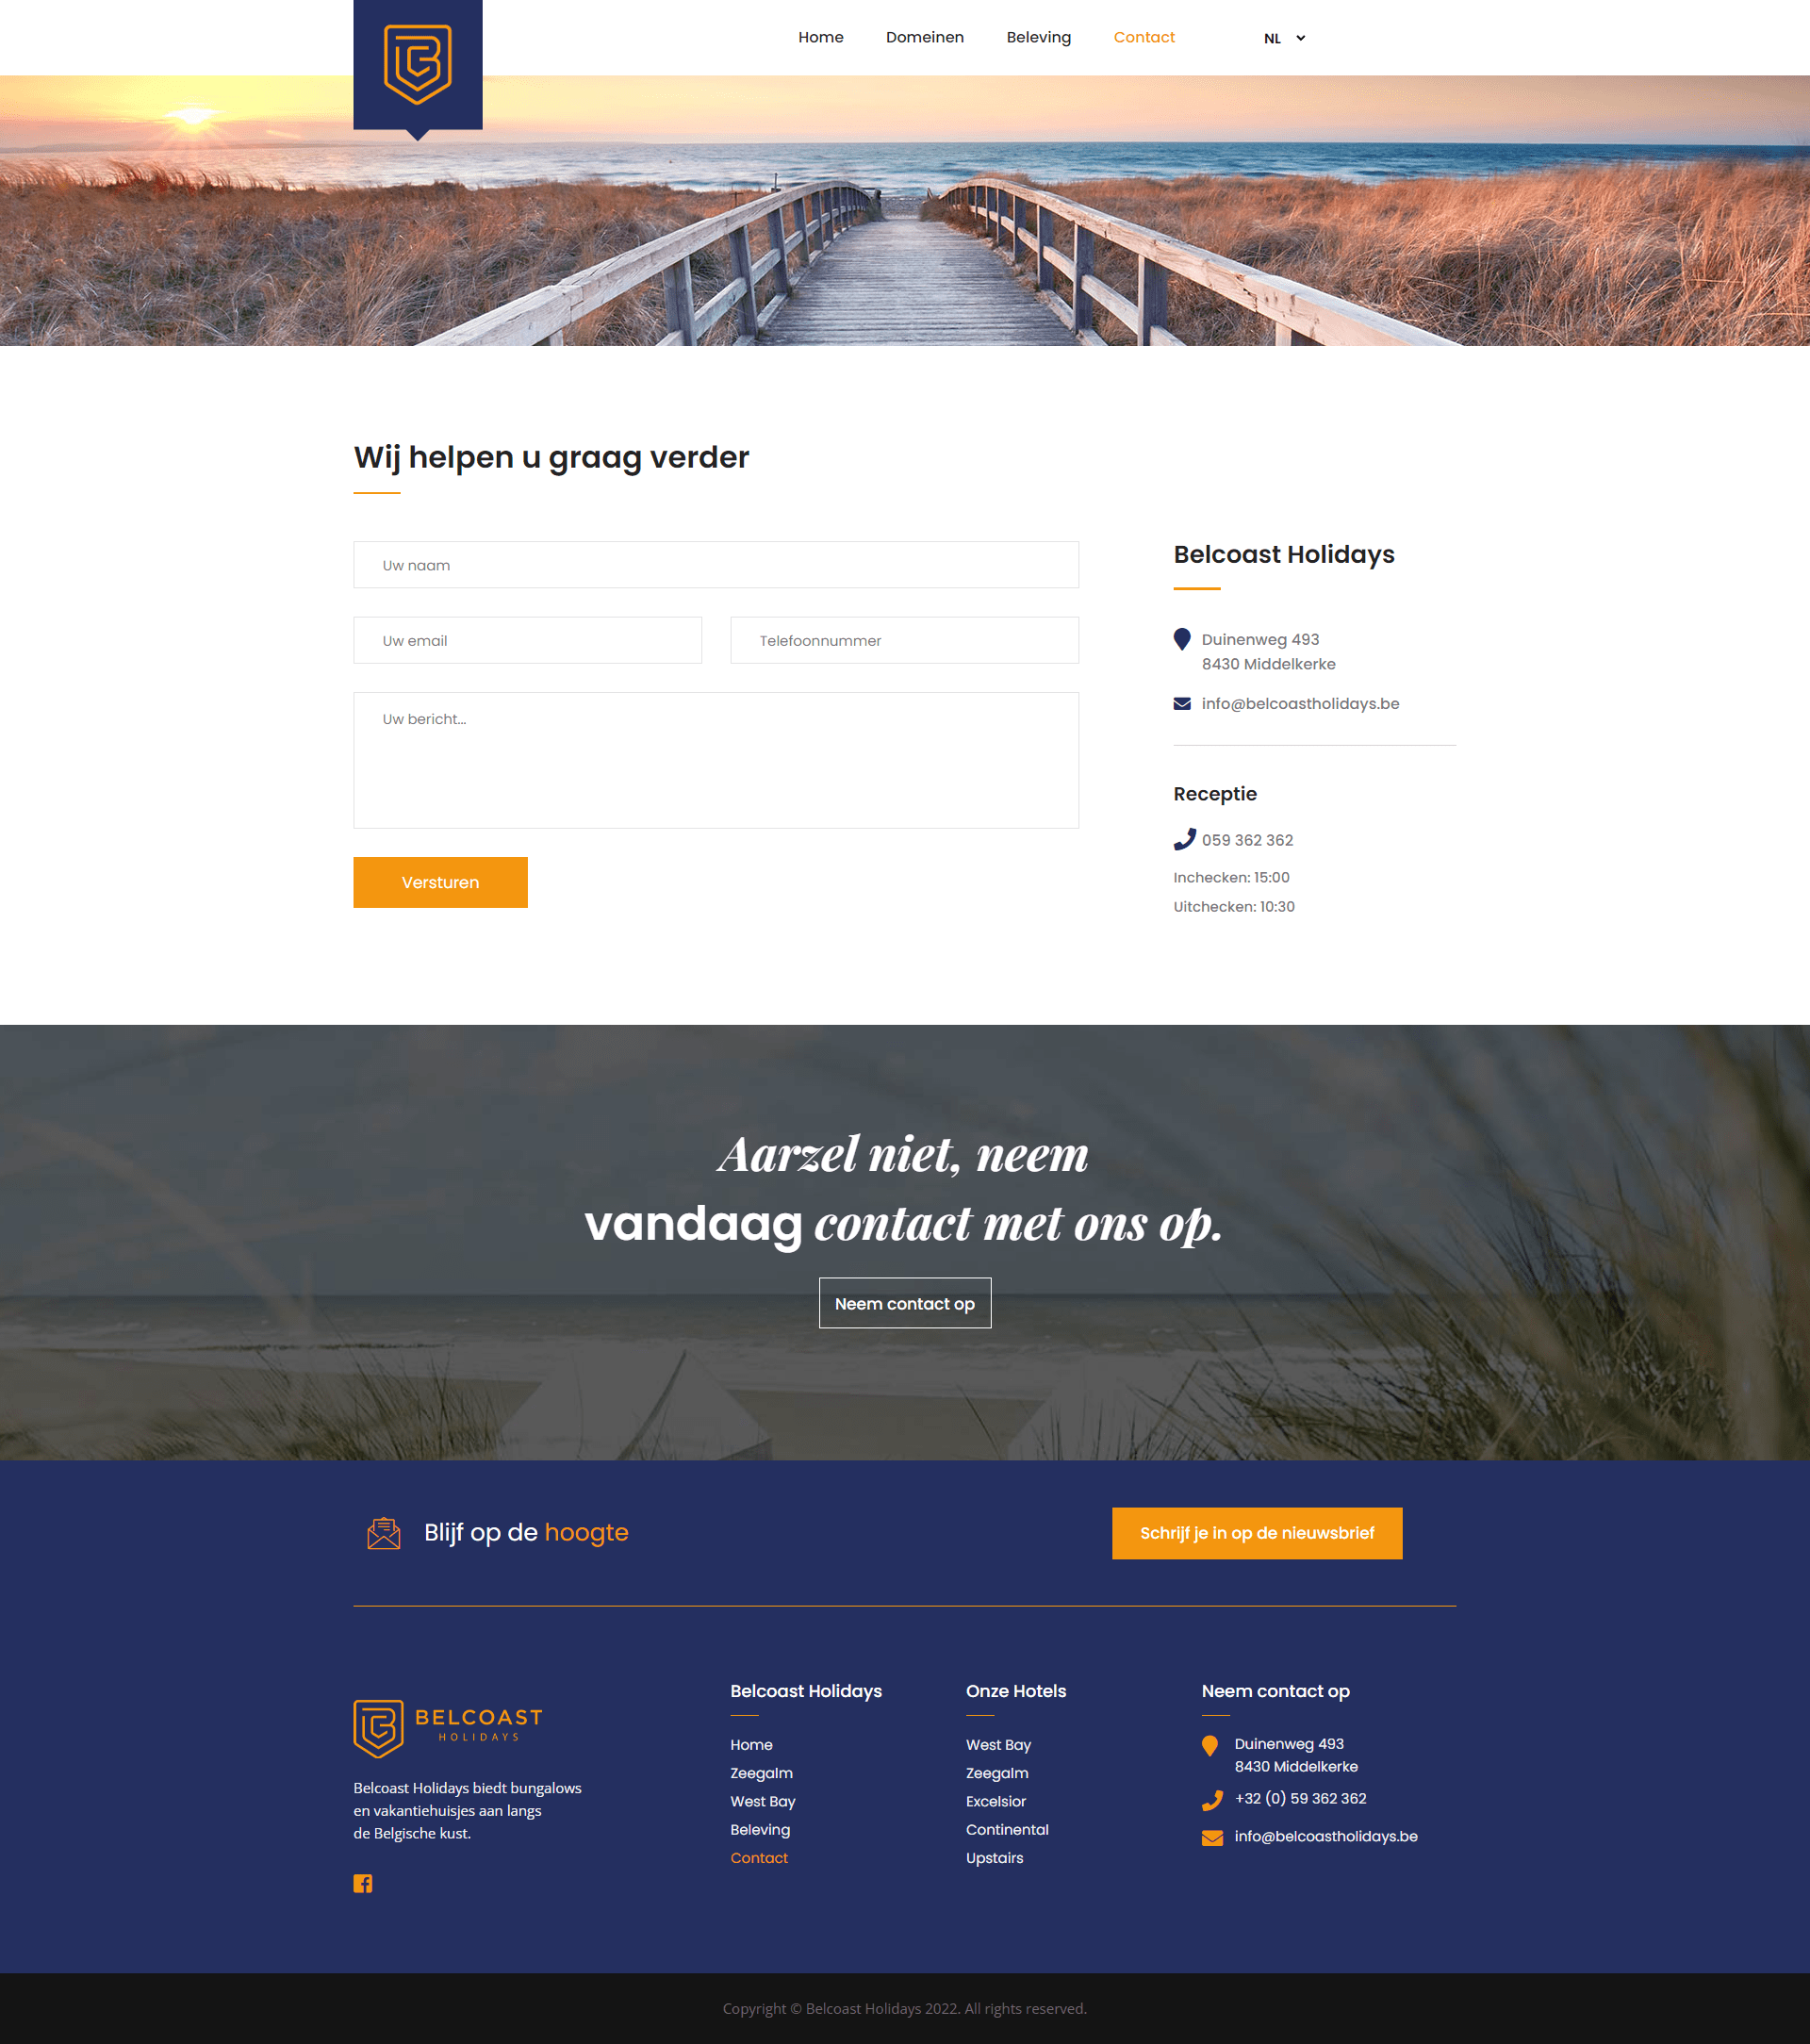 Home Domeinen Beleving Contact NL
Wij helpen u graag verder
Uw naam
Uw email
Telefoonnummer
Uw bericht...
Versturen
Belcoast Holidays
Duinenweg 493
8430 Middelkerke
info@belcoastholidays.be
Receptie
059 362 362
Inchecken: 15:00
Uitchecken: 10:30
Aarzel niet, neem
vandaag contact met ons op.
Neem contact op
Blijf op de hoogte
Schrijf je in op de nieuwsbrief
BELCOAST
HOLIDAYS
Belcoast Holidays biedt bungalows
en vakantiehuisjes aan langs
de Belgische kust.
Belcoast Holidays
Home
Zeegalm
West Bay
Beleving
Contact
Onze Hotels
West Bay
Zeegalm
Excelsior
Continental
Upstairs
Neem contact op
Duinenweg 493
8430 Middelkerke
+32 (0) 59 362 362
info@belcoastholidays.be
Copyright © Belcoast Holidays 2022. All rights reserved.